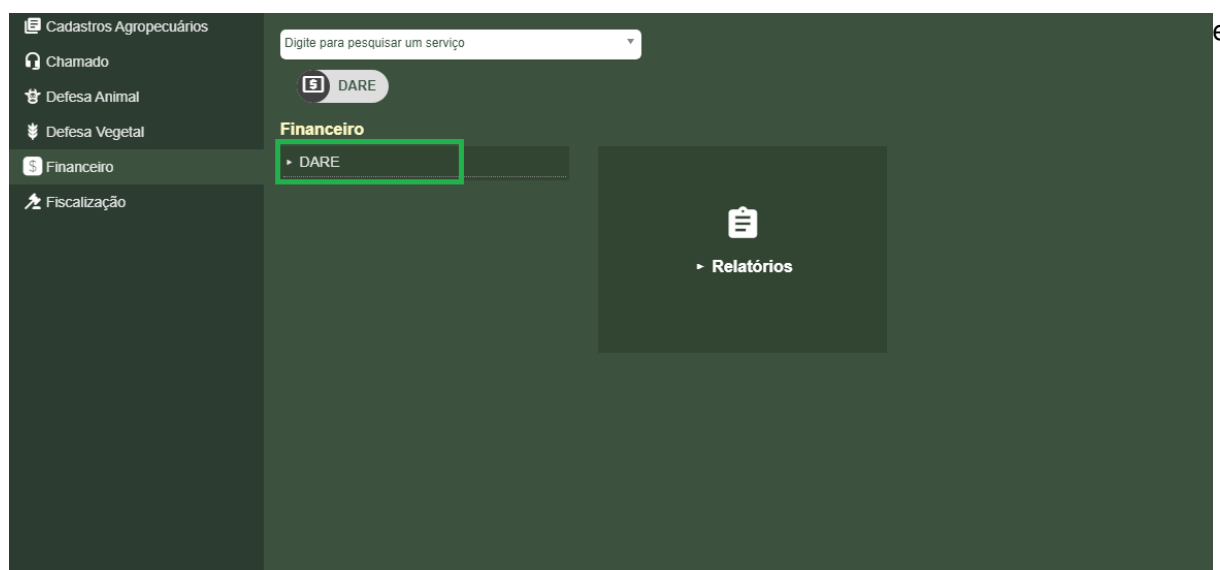 Cadastros Agropecuários
Chamado
Defesa Animal
Defesa Vegetal
$ Financeiro
Fiscalização
Digite para pesquisar um serviço
$ DARE
Financeiro
▸ DARE
▸ Relatórios
e